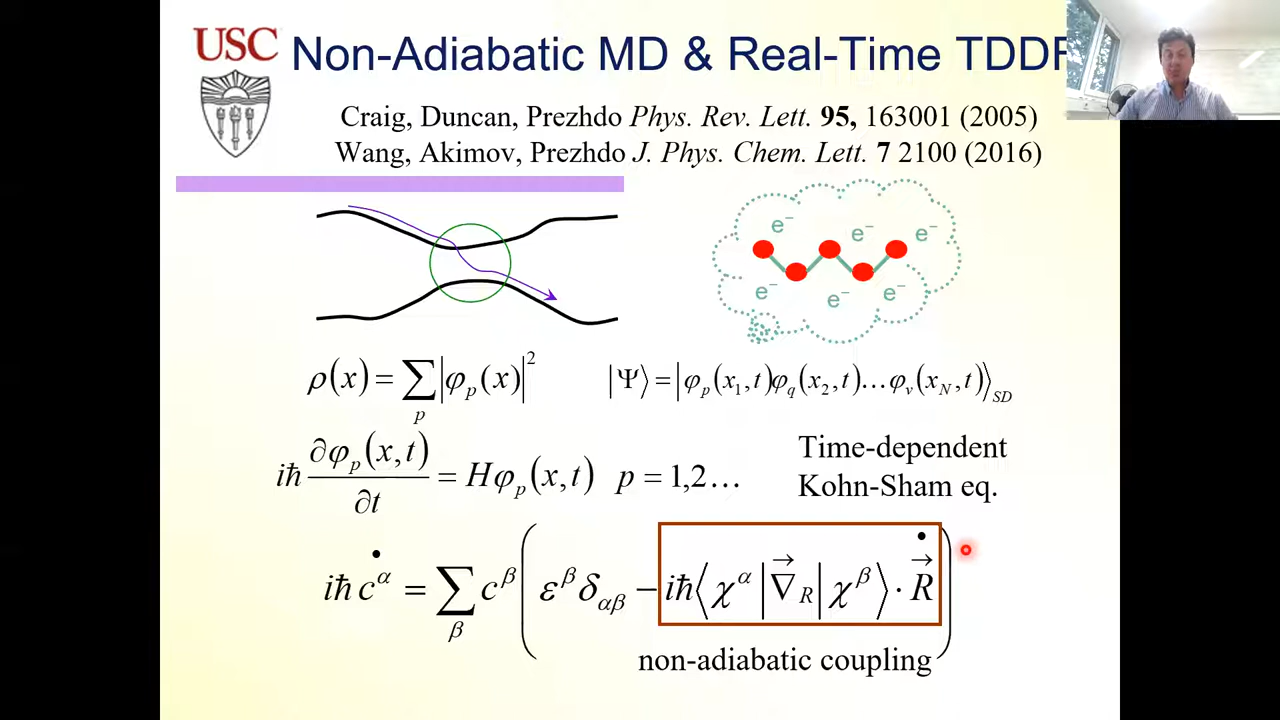 USC
Non-Adiabatic MD & Real-Time TDDF
Craig, Duncan, Prezhdo Phys. Rev. Lett. 95, 163001 (2005)
Wang, Akimov, Prezhdo J. Phys. Chem. Lett. 7 2100 (2016)
e⁻ e⁻ e⁻
e⁻ e⁻ e⁻
ρ(x) = ∑_p |φ_p(x)|² |Ψ⟩ = |φ_p(x₁,t)φ_q(x₂,t)…φ_v(x_N,t)⟩_SD
iħ ∂φ_p(x,t)/∂t = Hφ_p(x,t) p = 1,2…
Time-dependent
Kohn-Sham eq.
iħ ċ^α = ∑_β c^β (ε^β δ_αβ − iħ⟨χ^α|∇⃗_R|χ^β⟩ · Ṙ⃗)
non-adiabatic coupling